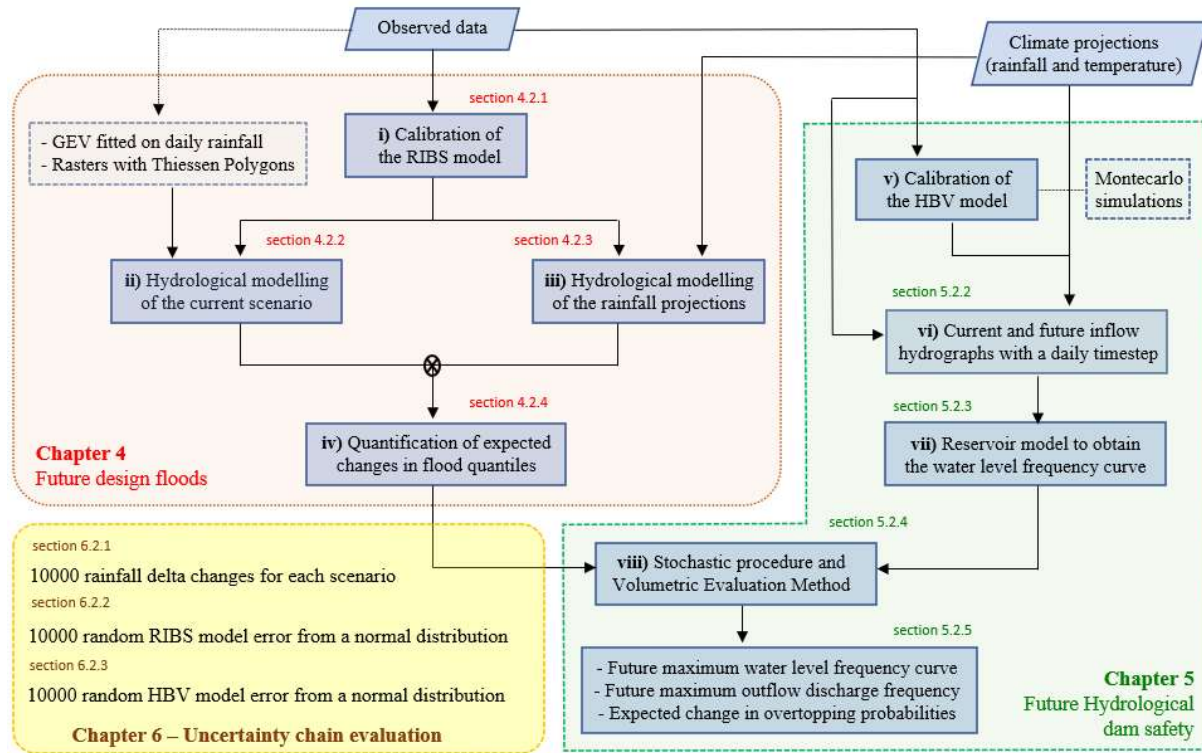 Observed data
Climate projections
(rainfall and temperature)
section 4.2.1
- GEV fitted on daily rainfall
- Rasters with Thiessen Polygons
i) Calibration of
the RIBS model
v) Calibration of
the HBV model
Montecarlo
simulations
section 4.2.2
section 4.2.3
ii) Hydrological modelling
of the current scenario
iii) Hydrological modelling
of the rainfall projections
section 5.2.2
vi) Current and future inflow
hydrographs with a daily timestep
section 4.2.4
section 5.2.3
iv) Quantification of expected
changes in flood quantiles
vii) Reservoir model to obtain
the water level frequency curve
Chapter 4
Future design floods
section 5.2.4
viii) Stochastic procedure and
Volumetric Evaluation Method
section 5.2.5
- Future maximum water level frequency curve
- Future maximum outflow discharge frequency
- Expected change in overtopping probabilities
Chapter 5
Future Hydrological
dam safety
section 6.2.1
10000 rainfall delta changes for each scenario
section 6.2.2
10000 random RIBS model error from a normal distribution
section 6.2.3
10000 random HBV model error from a normal distribution
Chapter 6 – Uncertainty chain evaluation